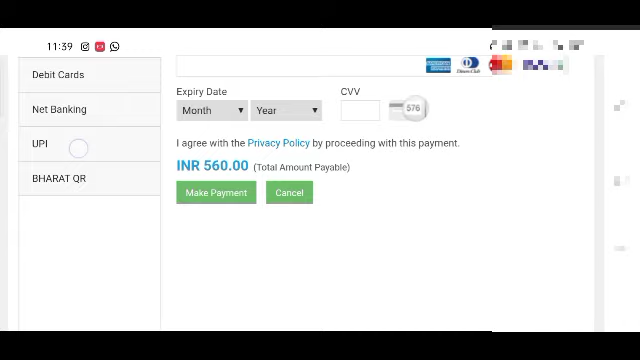 11:39
Debit Cards
Net Banking
UPI
BHARAT QR
Expiry Date
CVV
Month
Year
576
I agree with the Privacy Policy by proceeding with this payment.
INR 560.00 (Total Amount Payable)
Make Payment
Cancel